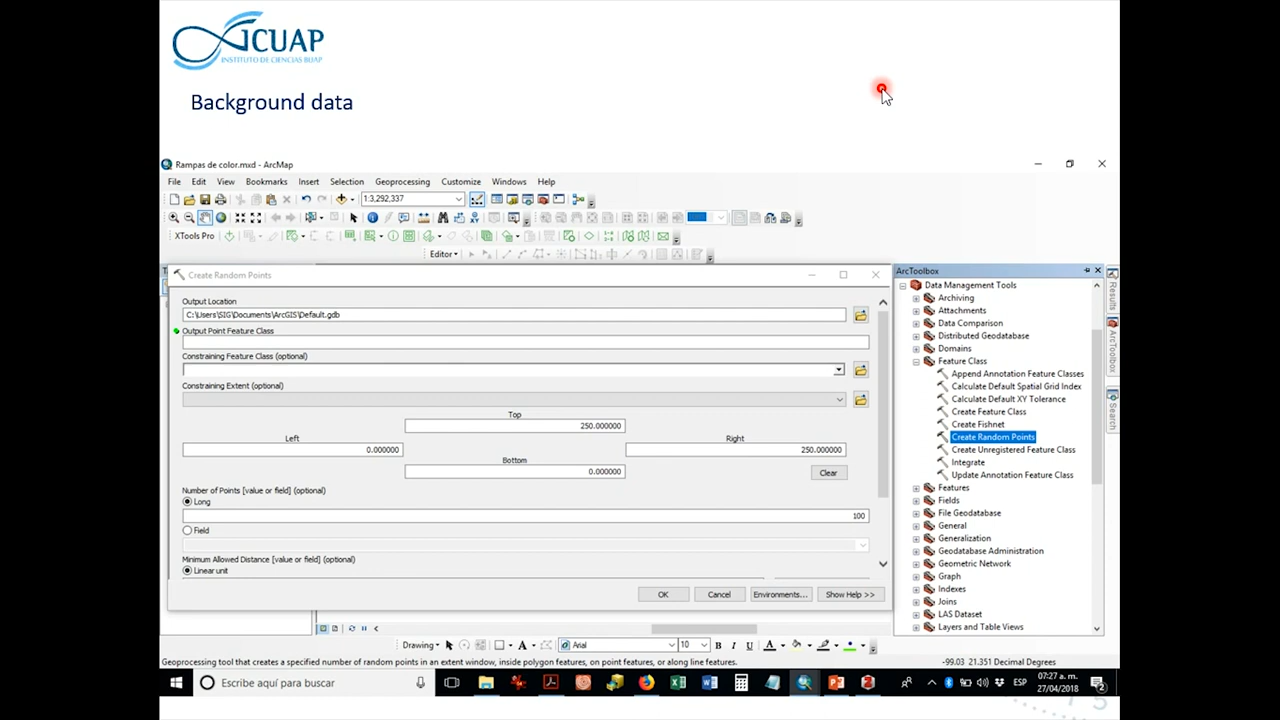 ICUAP
INSTITUTO DE CIENCIAS BUAP
Background data
Rampas de color.mxd - ArcMap
File Edit View Bookmarks Insert Selection Geoprocessing Customize Windows Help
1:3,292,337
XTools Pro
Editor
Create Random Points
ArcToolbox
Output Location
C:\Users\SIG\Documents\ArcGIS\Default.gdb
Output Point Feature Class
Constraining Feature Class (optional)
Constraining Extent (optional)
Top
250.000000
Left
Right
0.000000
250.000000
Bottom
0.000000
Clear
Number of Points [value or field] (optional)
Long
100
Field
Minimum Allowed Distance [value or field] (optional)
Linear unit
OK Cancel Environments... Show Help >>
Data Management Tools
Archiving
Attachments
Data Comparison
Distributed Geodatabase
Domains
Feature Class
Append Annotation Feature Classes
Calculate Default Spatial Grid Index
Calculate Default XY Tolerance
Create Feature Class
Create Fishnet
Create Random Points
Create Unregistered Feature Class
Integrate
Update Annotation Feature Class
Features
Fields
File Geodatabase
General
Generalization
Geodatabase Administration
Geometric Network
Graph
Indexes
Joins
LAS Dataset
Layers and Table Views
Results
ArcToolbox
Search
Drawing Arial 10 B I U A
Geoprocessing tool that creates a specified number of random points in an extent window, inside polygon features, on point features, or along line features.
-99.03 21.351 Decimal Degrees
Escribe aquí para buscar
ESP
07:27 a. m.
27/04/2018
2